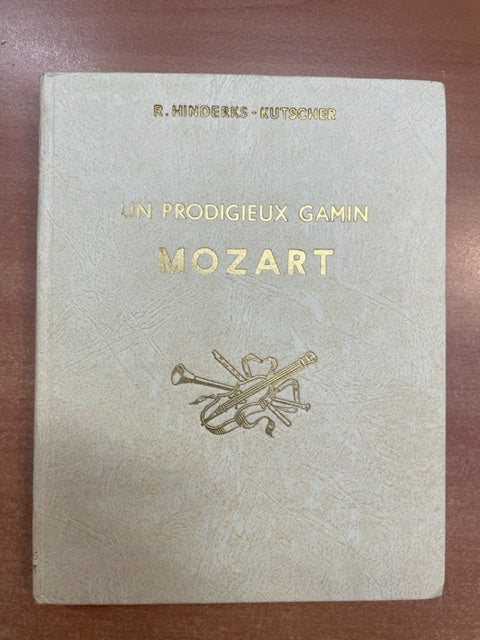 R. HINDERKS - KUTSCHER
UN PRODIGIEUX GAMIN
MOZART